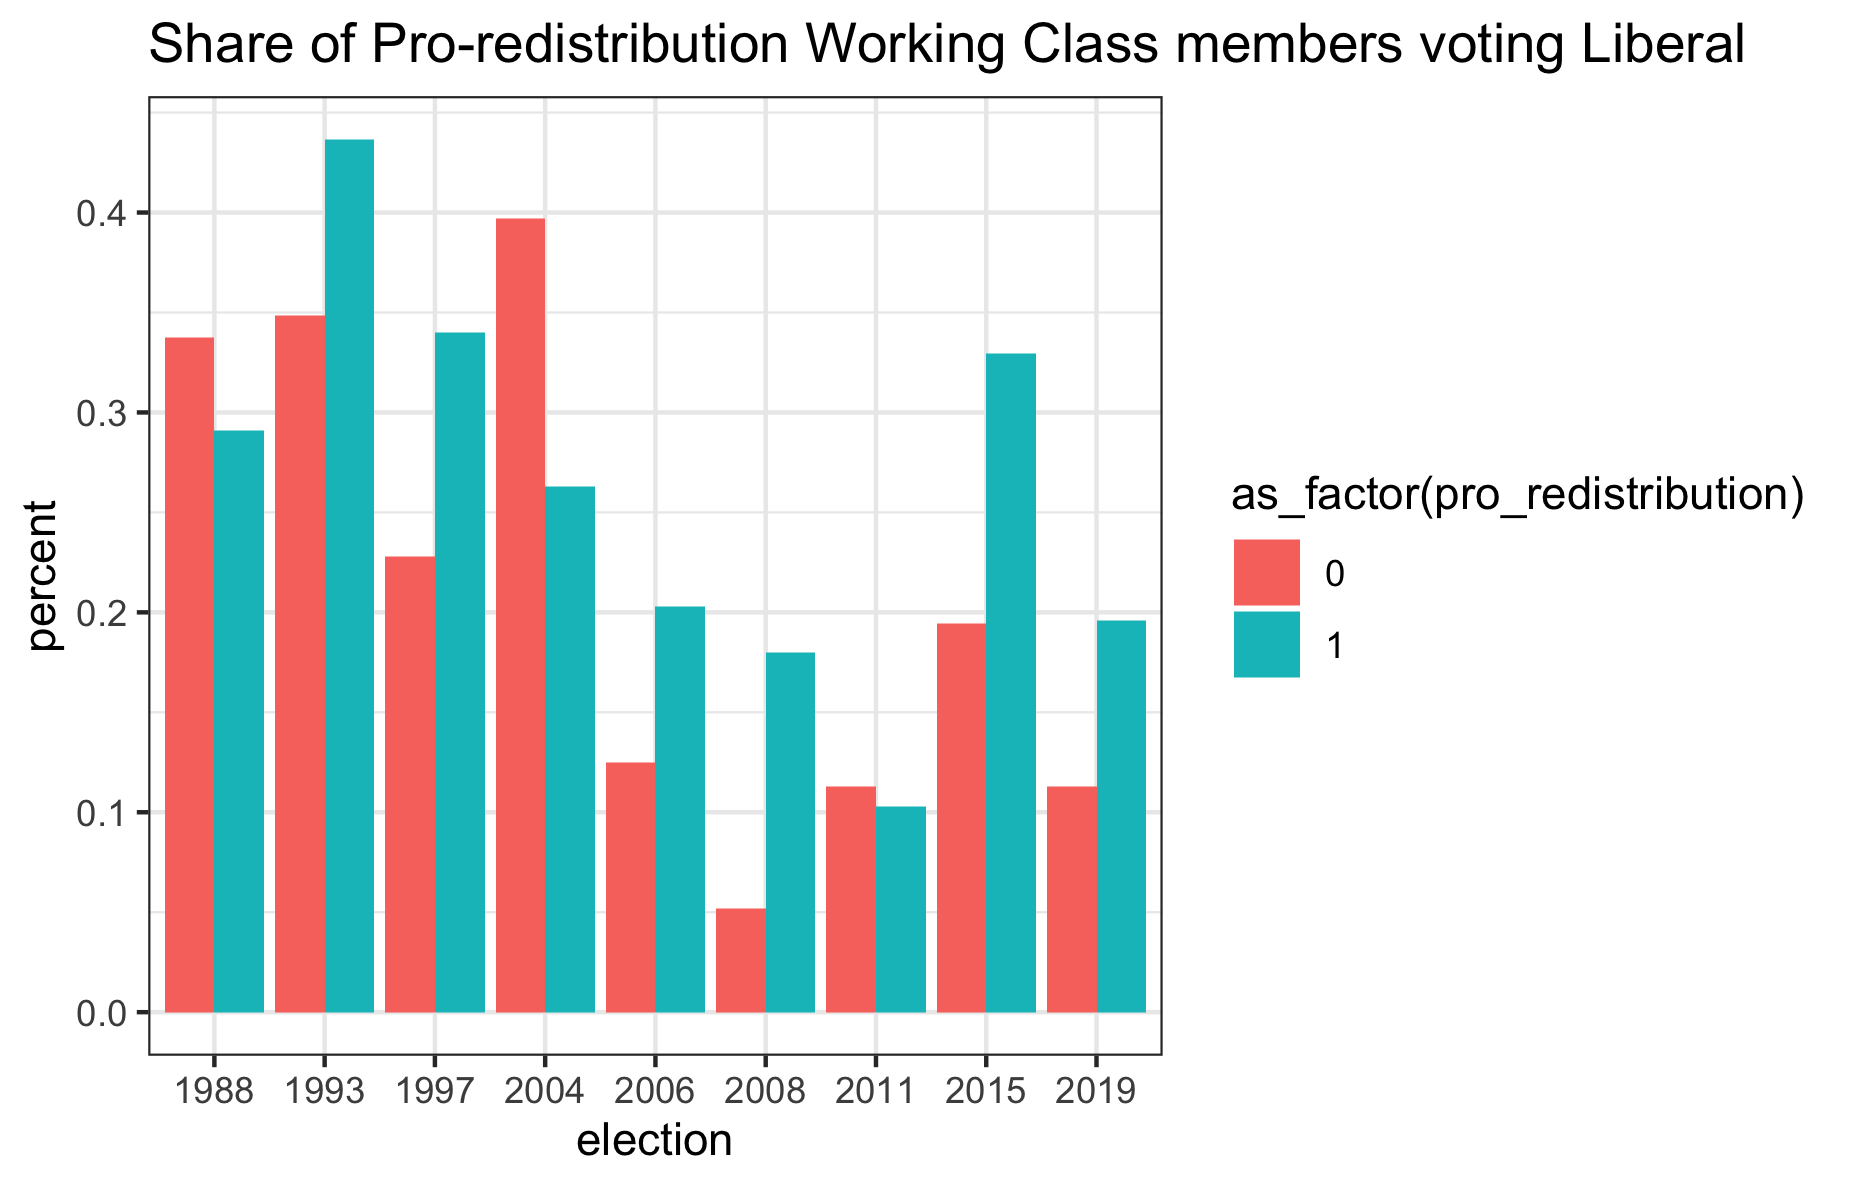 Share of Pro-redistribution Working Class members voting Liberal
percent
0.4
0.3
0.2
0.1
0.0
1988 1993 1997 2004 2006 2008 2011 2015 2019
election
as_factor(pro_redistribution)
0
1